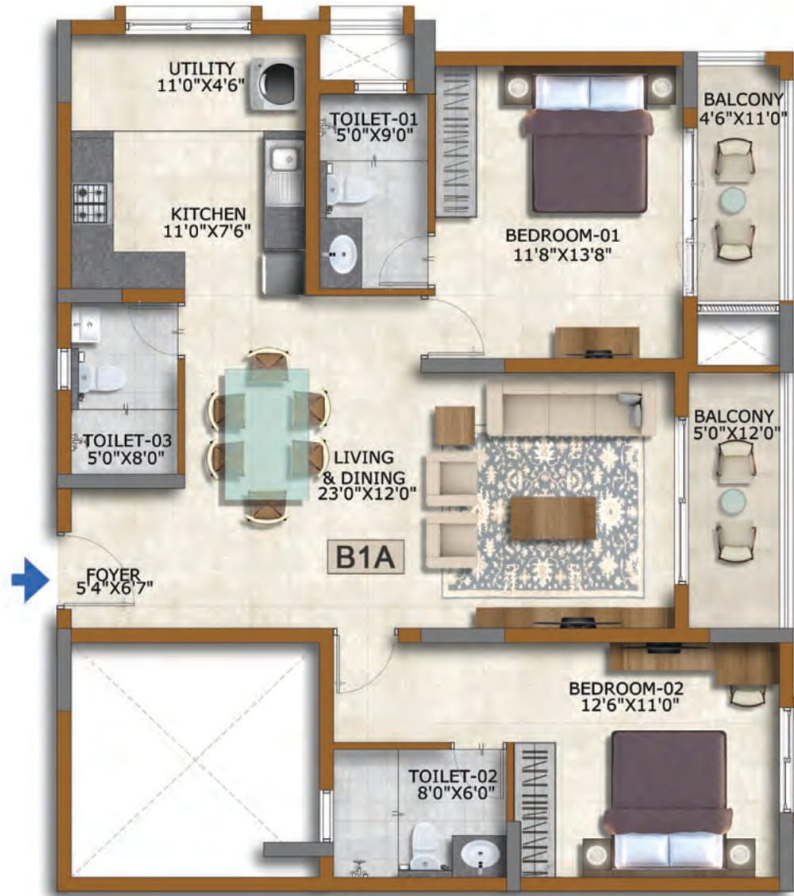 UTILITY
11'0"X4'6"
TOILET-01
5'0"X9'0"
BALCONY
4'6"X11'0"
KITCHEN
11'0"X7'6"
BEDROOM-01
11'8"X13'8"
TOILET-03
5'0"X8'0"
LIVING
& DINING
23'0"X12'0"
BALCONY
5'0"X12'0"
B1A
FOYER
5'4"X6'7"
BEDROOM-02
12'6"X11'0"
TOILET-02
8'0"X6'0"